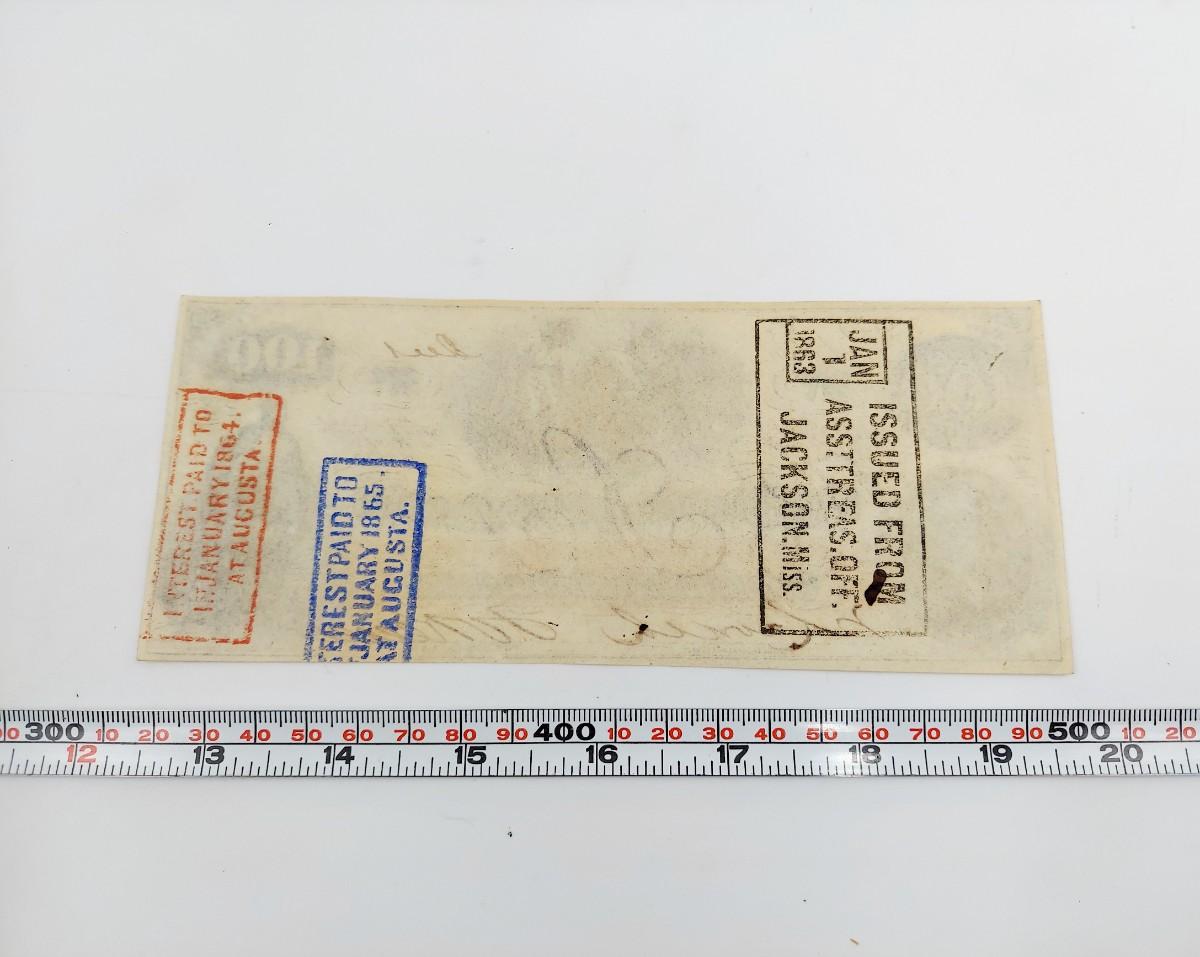 100
INTEREST PAID TO
1st JANUARY 1864.
AT AUGUSTA.
TEREST PAID TO
JANUARY 1865.
AT AUGUSTA.
JAN
1
1863
ISSUED FROM
ASST TREAS. OFF.
JACKSON. Miss.
300 10 20 30 40 50 60 70 80 90 400 10 20 30 40 50 60 70 80 90 500 10 20
12 13 14 15 16 17 18 19 20